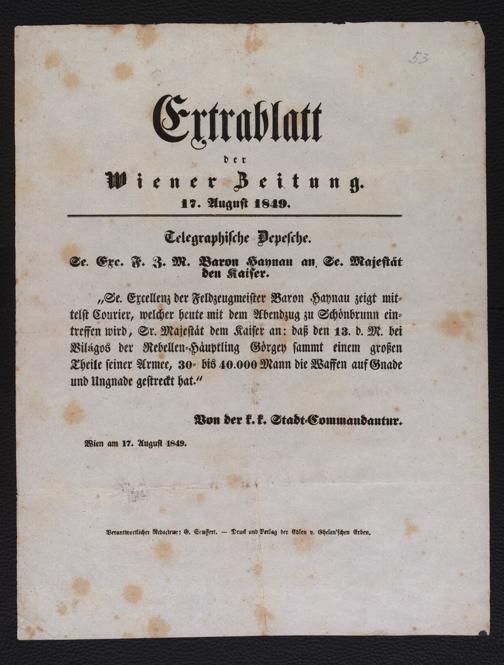 53
Extrablatt
der
Wiener Zeitung.
17. August 1849.
Telegraphische Depesche.
Se. Exc. F. Z. M. Baron Haynau an Se. Majestät
den Kaiser.
„Se. Excellenz der Feldzeugmeister Baron Haynau zeigt mit-
telst Courier, welcher heute mit dem Abendzug zu Schönbrunn ein-
treffen wird, Sr. Majestät dem Kaiser an: daß den 13. d. M. bei
Világos der Rebellen-Häuptling Görgey sammt einem großen
Theile seiner Armee, 30- bis 40.000 Mann die Waffen auf Gnade
und Ungnade gestreckt hat.“
Von der k. k. Stadt-Commandantur.
Wien am 17. August 1849.
Verantwortlicher Redacteur: G. Seuffert. — Druck und Verlag der Edlen v. Ghelen'schen Erben.